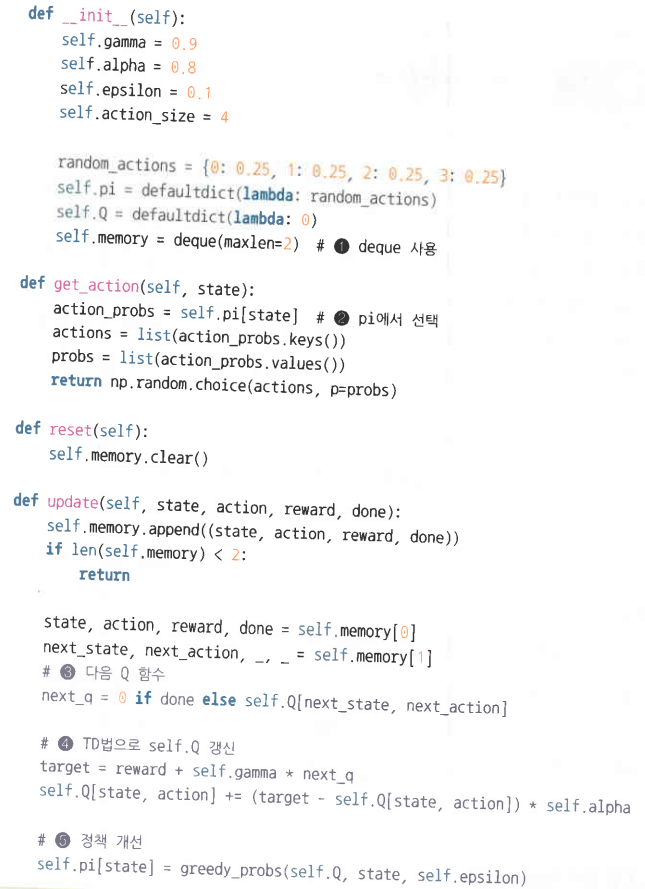 def __init__(self):
    self.gamma = 0.9
    self.alpha = 0.8
    self.epsilon = 0.1
    self.action_size = 4

    random_actions = {0: 0.25, 1: 0.25, 2: 0.25, 3: 0.25}
    self.pi = defaultdict(lambda: random_actions)
    self.Q = defaultdict(lambda: 0)
    self.memory = deque(maxlen=2)  # ❶ deque 사용

def get_action(self, state):
    action_probs = self.pi[state]  # ❷ pi에서 선택
    actions = list(action_probs.keys())
    probs = list(action_probs.values())
    return np.random.choice(actions, p=probs)

def reset(self):
    self.memory.clear()

def update(self, state, action, reward, done):
    self.memory.append((state, action, reward, done))
    if len(self.memory) < 2:
        return

    state, action, reward, done = self.memory[0]
    next_state, next_action, _, _ = self.memory[1]
    # ❸ 다음 Q 함수
    next_q = 0 if done else self.Q[next_state, next_action]

    # ❹ TD법으로 self.Q 갱신
    target = reward + self.gamma * next_q
    self.Q[state, action] += (target - self.Q[state, action]) * self.alpha

    # ❺ 정책 개선
    self.pi[state] = greedy_probs(self.Q, state, self.epsilon)